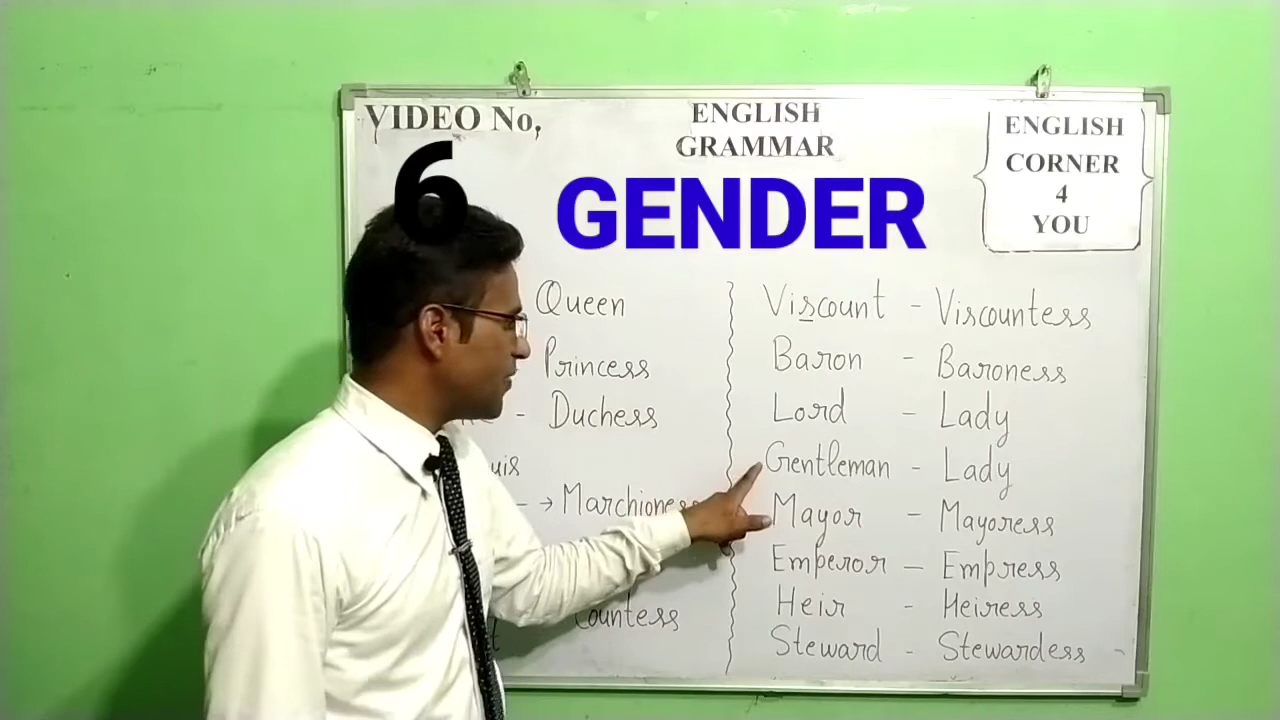 VIDEO No,
6
ENGLISH
GRAMMAR
GENDER
ENGLISH
CORNER
4
YOU
Queen
Princess
- Duchess
- → Marchioness
Countess
Viscount - Viscountess
Baron - Baroness
Lord - Lady
Gentleman - Lady
Mayor - Mayoress
Emperor - Empress
Heir - Heiress
Steward - Stewardess